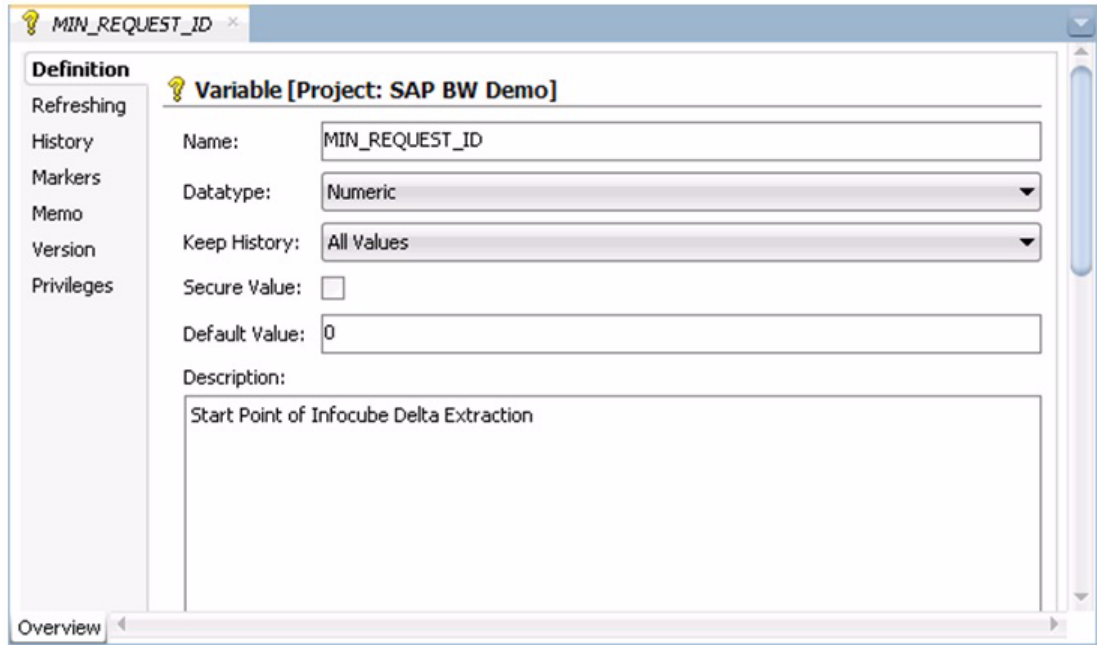 MIN_REQUEST_ID
Definition
Refreshing
History
Markers
Memo
Version
Privileges
Variable [Project: SAP BW Demo]
Name: MIN_REQUEST_ID
Datatype: Numeric
Keep History: All Values
Secure Value:
Default Value: 0
Description:
Start Point of Infocube Delta Extraction
Overview